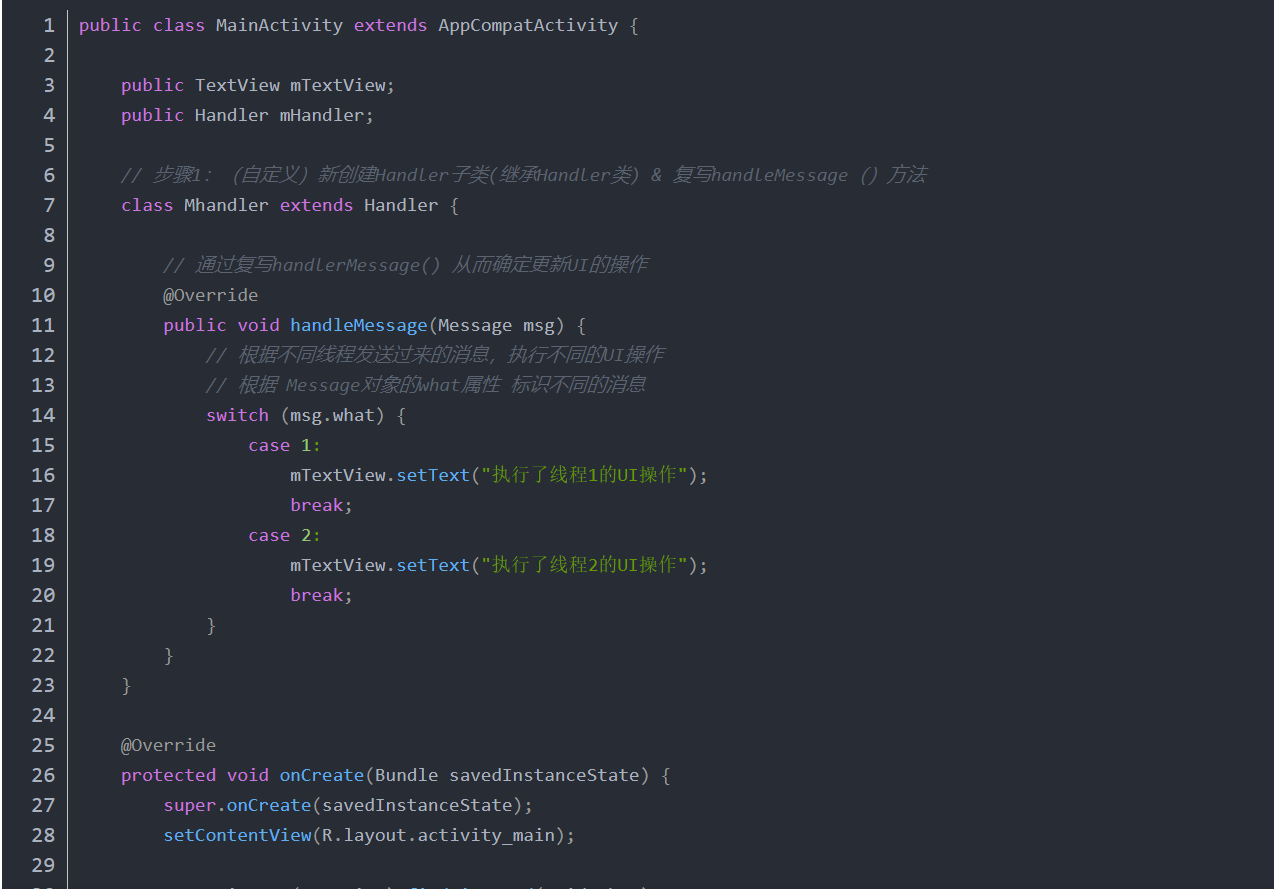 1 public class MainActivity extends AppCompatActivity {
2
3 public TextView mTextView;
4 public Handler mHandler;
5
6 // 步骤1：（自定义）新创建Handler子类(继承Handler类) & 复写handleMessage（）方法
7 class Mhandler extends Handler {
8
9 // 通过复写handlerMessage() 从而确定更新UI的操作
10 @Override
11 public void handleMessage(Message msg) {
12 // 根据不同线程发送过来的消息，执行不同的UI操作
13 // 根据 Message对象的what属性 标识不同的消息
14 switch (msg.what) {
15 case 1:
16 mTextView.setText("执行了线程1的UI操作");
17 break;
18 case 2:
19 mTextView.setText("执行了线程2的UI操作");
20 break;
21 }
22 }
23 }
24
25 @Override
26 protected void onCreate(Bundle savedInstanceState) {
27 super.onCreate(savedInstanceState);
28 setContentView(R.layout.activity_main);
29